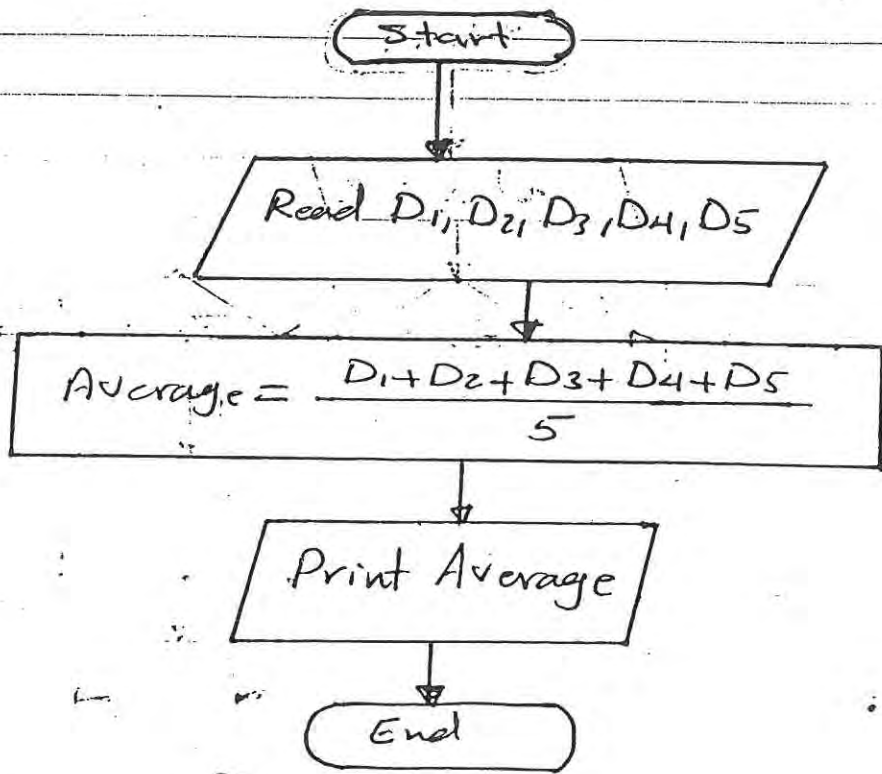 Start
Read D1, D2, D3, D4, D5
Average = D1+D2+D3+D4+D5
5
Print Average
End